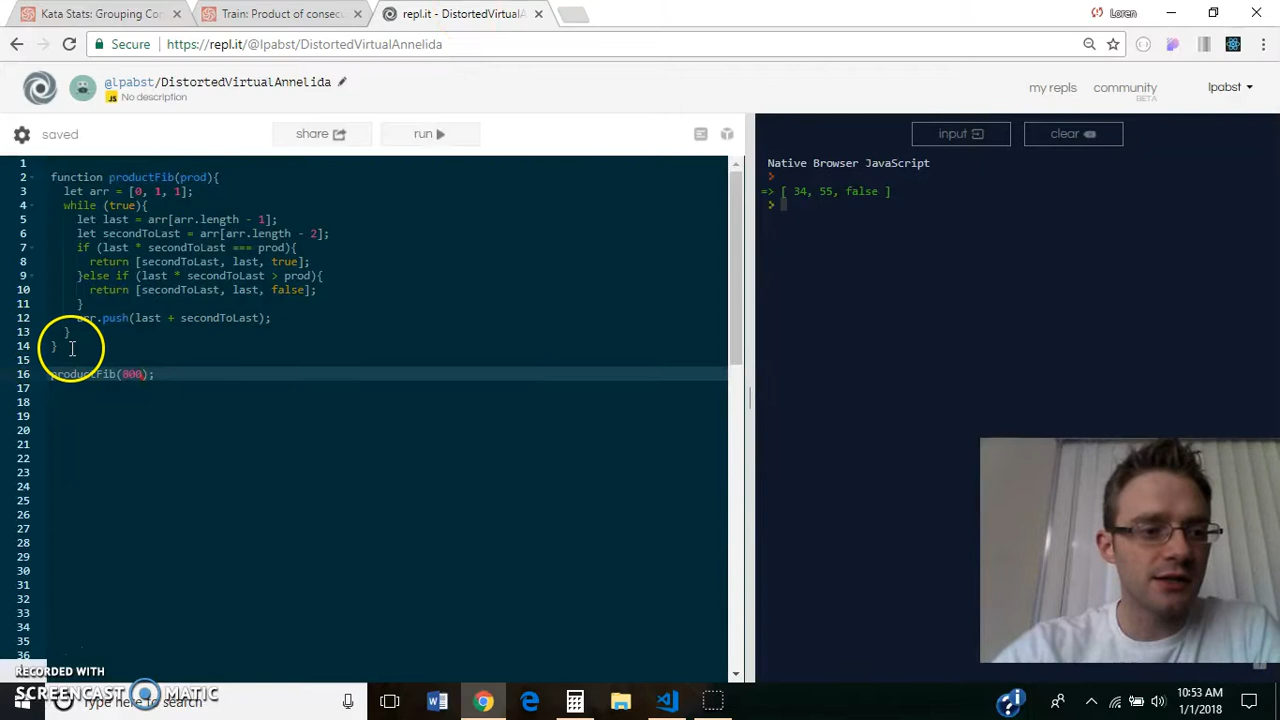 Kata Stats: Grouping Con
Train: Product of consecu
repl.it - DistortedVirtualA
Loren
Secure
https://repl.it/@lpabst/DistortedVirtualAnnelida
@lpabst/DistortedVirtualAnnelida
JS No description
my repls
community
BETA
lpabst
saved
share
run
input
clear
1
2 function productFib(prod){
3 let arr = [0, 1, 1];
4 while (true){
5 let last = arr[arr.length - 1];
6 let secondToLast = arr[arr.length - 2];
7 if (last * secondToLast === prod){
8 return [secondToLast, last, true];
9 }else if (last * secondToLast > prod){
10 return [secondToLast, last, false];
11 }
12 arr.push(last + secondToLast);
13 }
14 }
15
16 productFib(800);
17
18
19
20
21
22
23
24
25
26
27
28
29
30
31
32
33
34
35
36
Native Browser JavaScript
=> [ 34, 55, false ]
RECORDED WITH
SCREENCAST MATIC
Type here to search
10:53 AM
1/1/2018